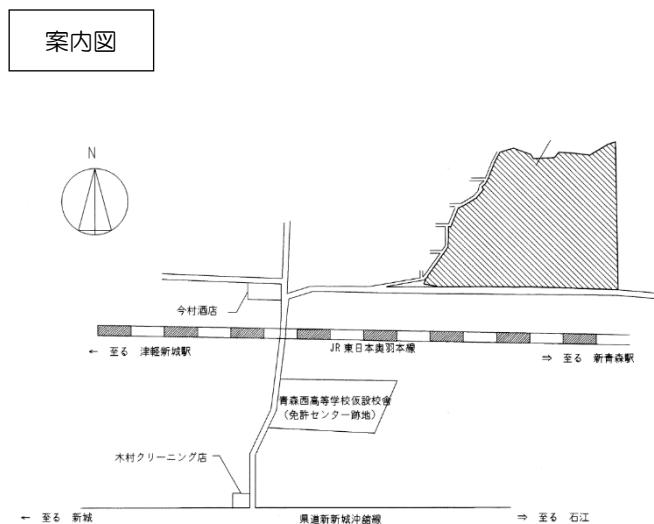 案内図
N
今村酒店
← 至る 津軽新城駅
JR東日本奥羽本線
⇒ 至る 新青森駅
青森西高等学校仮設校舎
(免許センター跡地)
木村クリーニング店
← 至る 新城
県道新新城沖舘線
⇒ 至る 石江